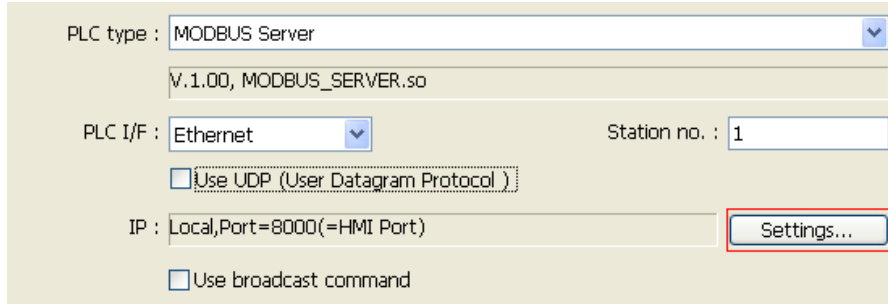 PLC type : MODBUS Server
V.1.00, MODBUS_SERVER.so
PLC I/F : Ethernet Station no. : 1
Use UDP (User Datagram Protocol )
IP : Local,Port=8000(=HMI Port) Settings...
Use broadcast command